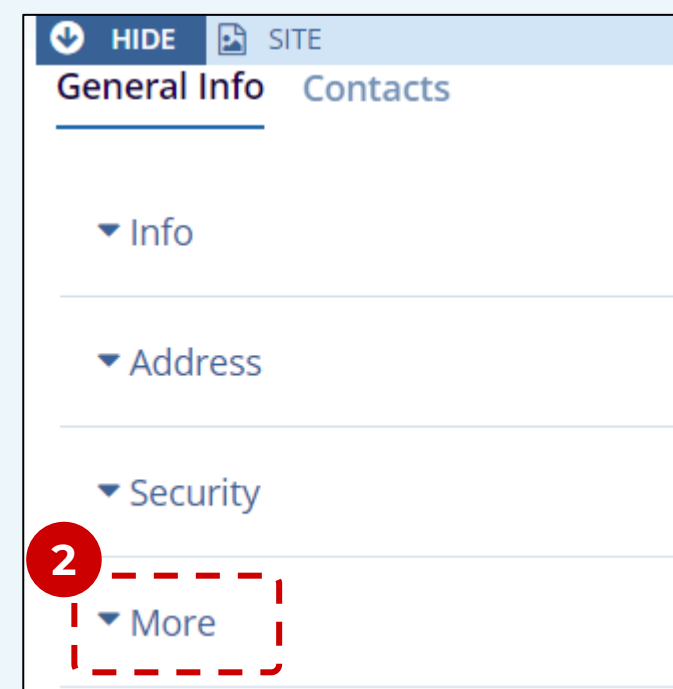 HIDE SITE
General Info Contacts
Info
Address
Security
2
More